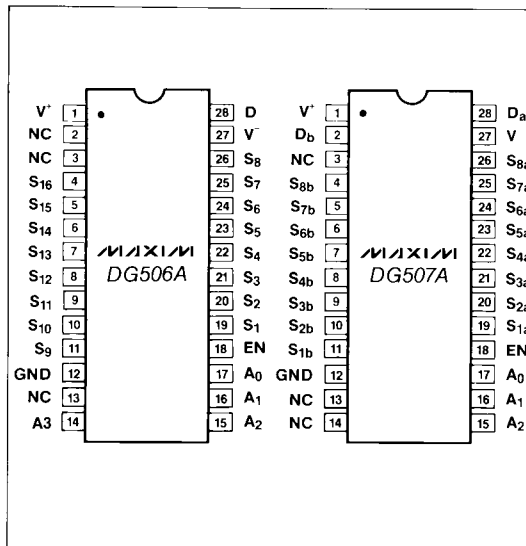 V+ 1 28 D
NC 2 27 V-
NC 3 26 S8
S16 4 25 S7
S15 5 24 S6
S14 6 23 S5
S13 7 22 S4
S12 8 21 S3
S11 9 20 S2
S10 10 19 S1
S9 11 18 EN
GND 12 17 A0
NC 13 16 A1
A3 14 15 A2
MAXIM
DG506A
V+ 1 28 Da
Db 2 27 V
NC 3 26 S8a
S8b 4 25 S7a
S7b 5 24 S6a
S6b 6 23 S5a
S5b 7 22 S4a
S4b 8 21 S3a
S3b 9 20 S2a
S2b 10 19 S1a
S1b 11 18 EN
GND 12 17 A0
NC 13 16 A1
NC 14 15 A2
MAXIM
DG507A